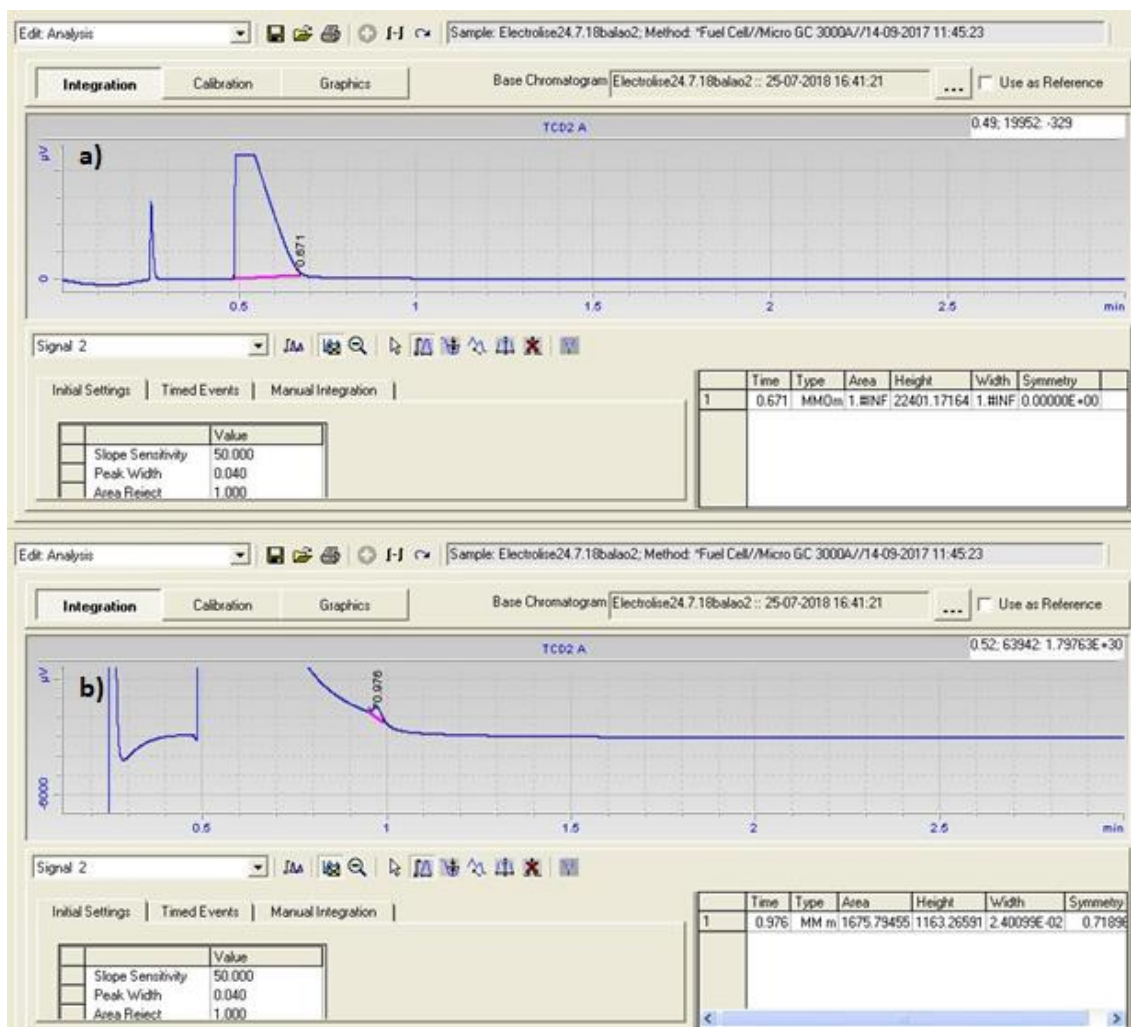 Edit: Analysis
Sample: Electrolise24.7.18balao2; Method: *Fuel Cell//Micro GC 3000A//14-09-2017 11:45:23
Integration Calibration Graphics Base Chromatogram Electrolise24.7.18balao2 :: 25-07-2018 16:41:21 ... Use as Reference
TCD2 A
0.49; 19952: -329
µV
a)
0.671
0
0.5 1 1.5 2 2.5 min
Signal 2
Initial Settings | Timed Events | Manual Integration |
Value
Slope Sensitivity 50.000
Peak Width 0.040
Area Reject 1.000
Time Type Area Height Width Symmetry
1 0.671 MMOm 1.#INF 22401.17164 1.#INF 0.00000E+00
Edit: Analysis
Sample: Electrolise24.7.18balao2; Method: *Fuel Cell//Micro GC 3000A//14-09-2017 11:45:23
Integration Calibration Graphics Base Chromatogram Electrolise24.7.18balao2 :: 25-07-2018 16:41:21 ... Use as Reference
TCD2 A
0.52; 63942: 1.79763E+30
µV
b)
0.976
-6000
0.5 1 1.5 2 2.5 min
Signal 2
Initial Settings | Timed Events | Manual Integration |
Value
Slope Sensitivity 50.000
Peak Width 0.040
Area Reject 1.000
Time Type Area Height Width Symmetry
1 0.976 MM m 1675.79455 1163.26591 2.40099E-02 0.71896